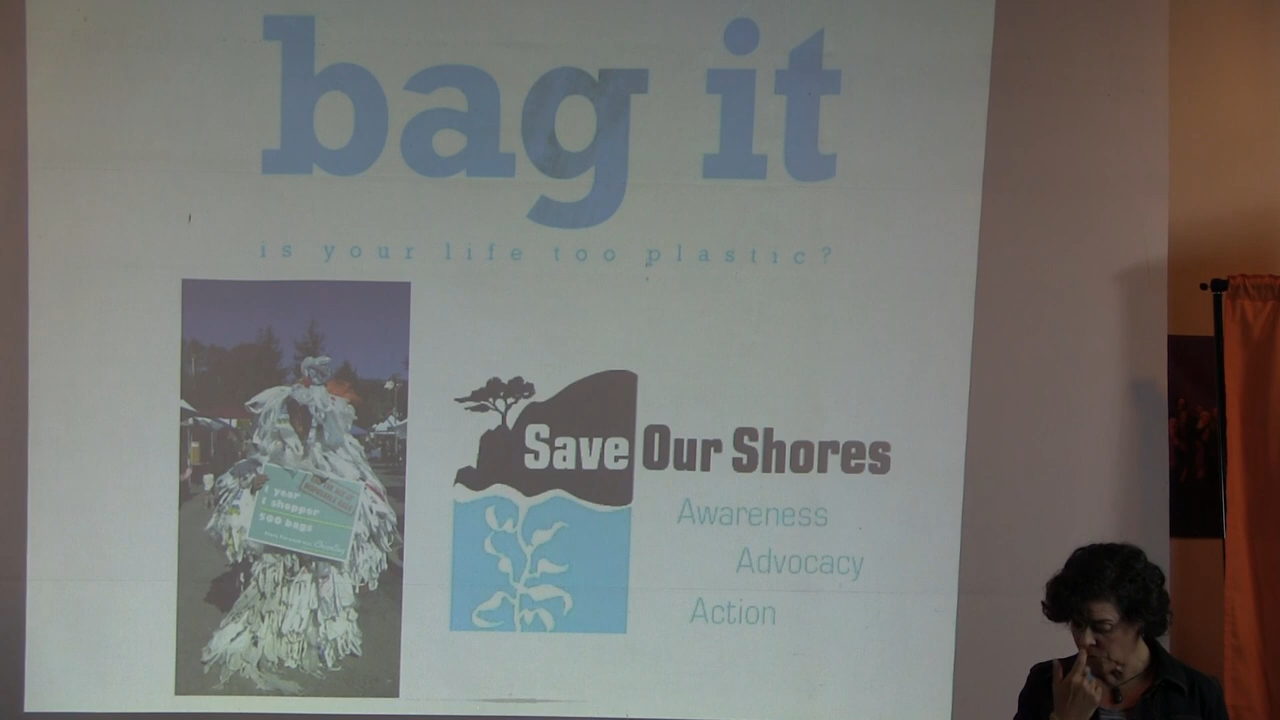 bag it
is your life too plastic?
1 year
1 shopper
500 bags
Save Our Shores
Awareness
Advocacy
Action